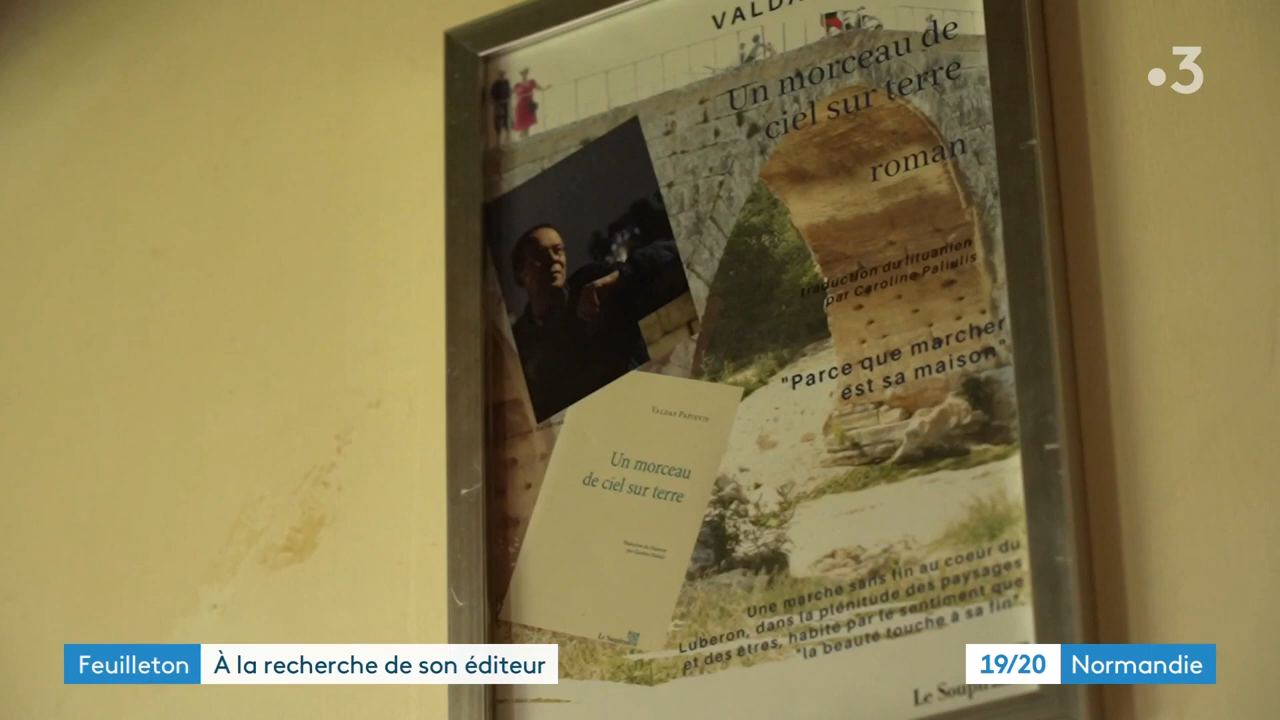 VALDA
3
Un morceau de
ciel sur terre
roman
traduction du lituanien
par Caroline Paliulis
"Parce que marcher
est sa maison"
VALDAS PAPIEVIS
Un morceau
de ciel sur terre
Une marche sans fin au coeur du
Luberon, dans la plénitude des paysages
et des êtres, habité par le sentiment que
"la beauté touche à sa fin".
Feuilleton À la recherche de son éditeur
19/20 Normandie